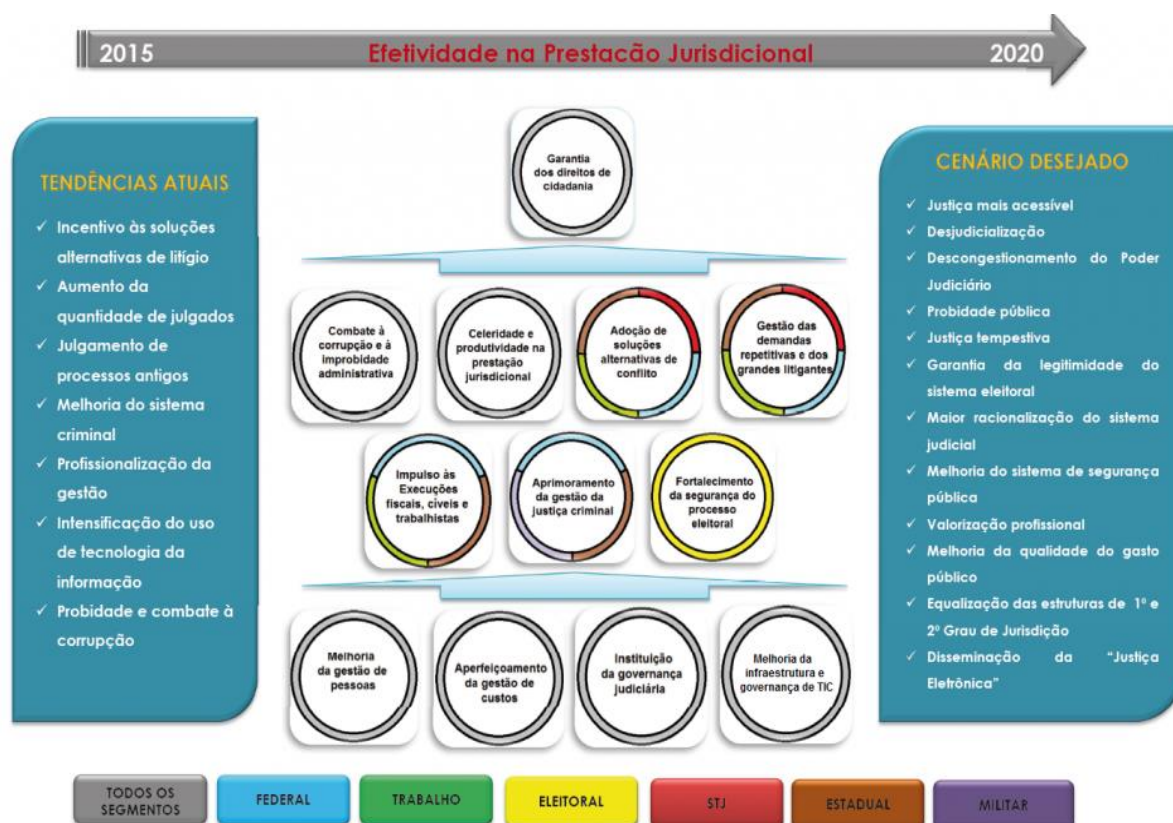 2015
Efetividade na Prestacão Jurisdicional
2020
TENDÊNCIAS ATUAIS
✓ Incentivo às soluções
alternativas de litígio
✓ Aumento da
quantidade de julgados
✓ Julgamento de
processos antigos
✓ Melhoria do sistema
criminal
✓ Profissionalização da
gestão
✓ Intensificação do uso
de tecnologia da
informação
✓ Probidade e combate à
corrupção
Garantia
dos direitos de
cidadania
Combate à
corrupção e à
improbidade
administrativa
Celeridade e
produtividade na
prestação
jurisdicional
Adoção de
soluções
alternativas de
conflito
Gestão das
demandas
repetitivas e dos
grandes litigantes
Impulso às
Execuções
fiscais, cíveis e
trabalhistas
Aprimoramento
da gestão da
justiça criminal
Fortalecimento
da segurança do
processo
eleitoral
Melhoria
da gestão de
pessoas
Aperfeiçoamento
da gestão de
custos
Instituição
da governança
judiciária
Melhoria da
infraestrutura e
governança de TIC
CENÁRIO DESEJADO
✓ Justiça mais acessível
✓ Desjudicialização
✓ Descongestionamento do Poder
Judiciário
✓ Probidade pública
✓ Justiça tempestiva
✓ Garantia da legitimidade do
sistema eleitoral
✓ Maior racionalização do sistema
judicial
✓ Melhoria do sistema de segurança
pública
✓ Valorização profissional
✓ Melhoria da qualidade do gasto
público
✓ Equalização das estruturas de 1º e
2º Grau de Jurisdição
✓ Disseminação da “Justiça
Eletrônica”
TODOS OS
SEGMENTOS
FEDERAL
TRABALHO
ELEITORAL
STJ
ESTADUAL
MILITAR